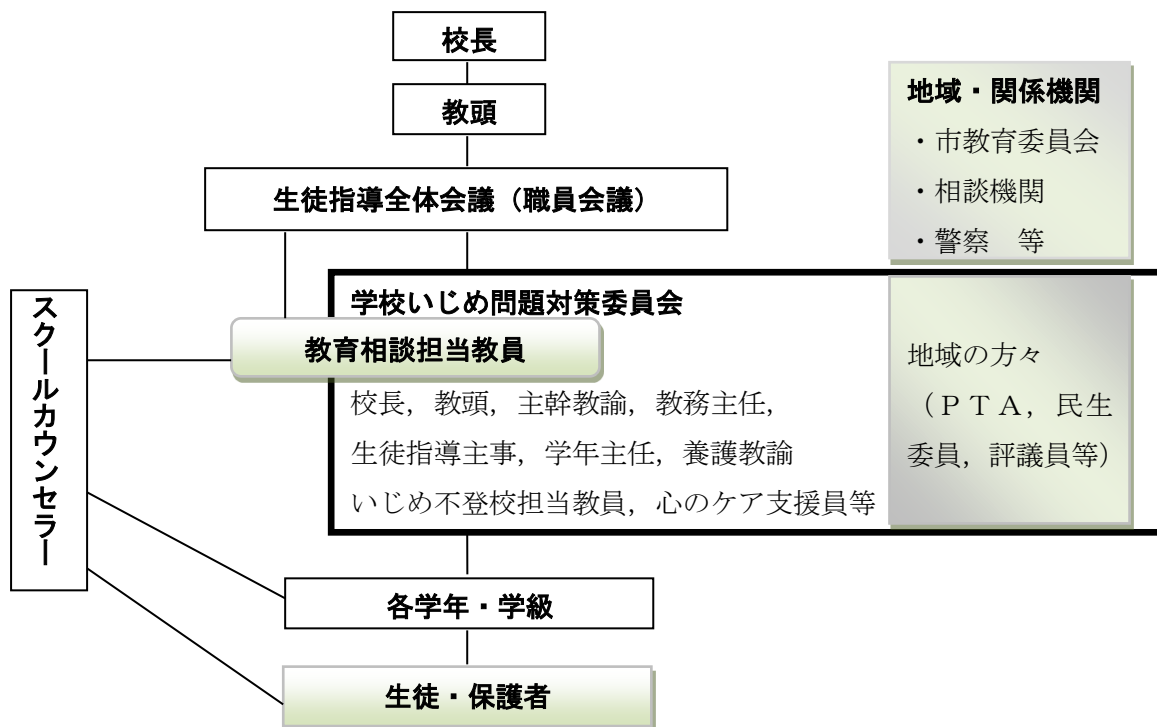 校長
教頭
生徒指導全体会議（職員会議）
地域・関係機関
・市教育委員会
・相談機関
・警察　等
スクールカウンセラー
学校いじめ問題対策委員会
教育相談担当教員
校長，教頭，主幹教諭，教務主任，
生徒指導主事，学年主任，養護教諭
いじめ不登校担当教員，心のケア支援員等
地域の方々
（ＰＴＡ，民生
委員，評議員等）
各学年・学級
生徒・保護者